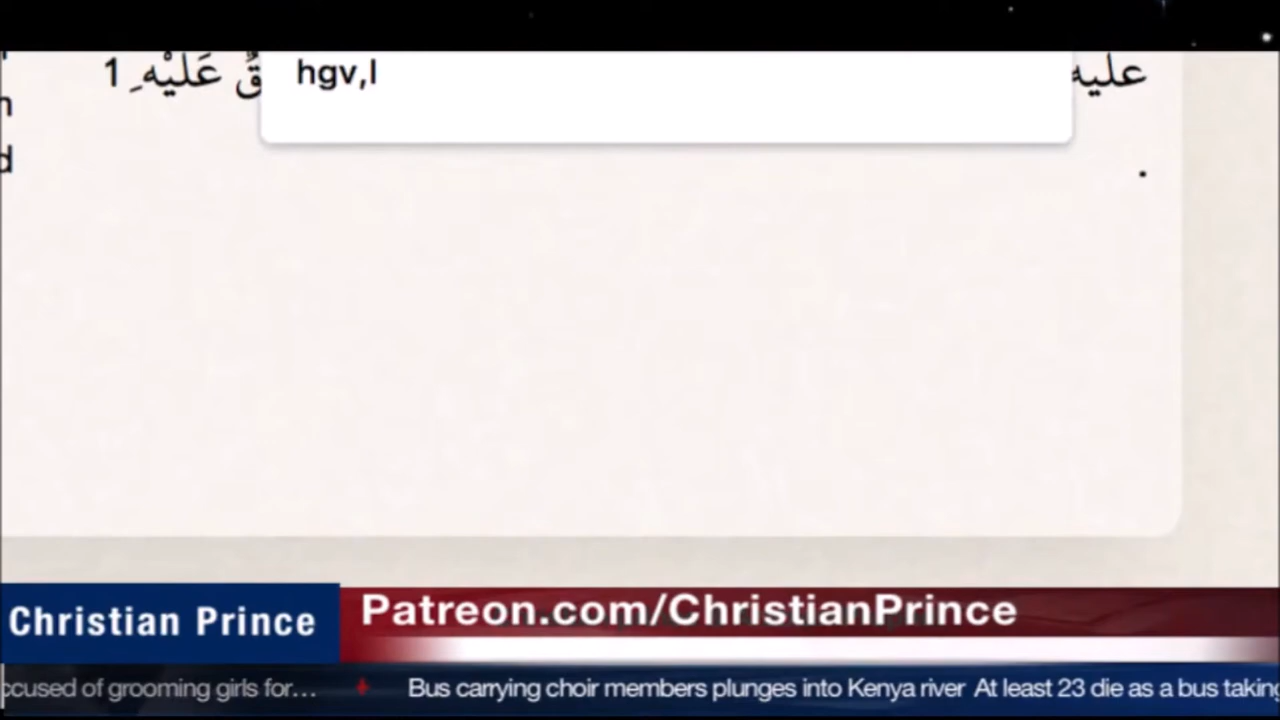 قٌ عَلَيْهِ 1
hgv,l
عليه
n
d
.
Christian Prince
Patreon.com/ChristianPrince
ccused of grooming girls for...
Bus carrying choir members plunges into Kenya river At least 23 die as a bus taking